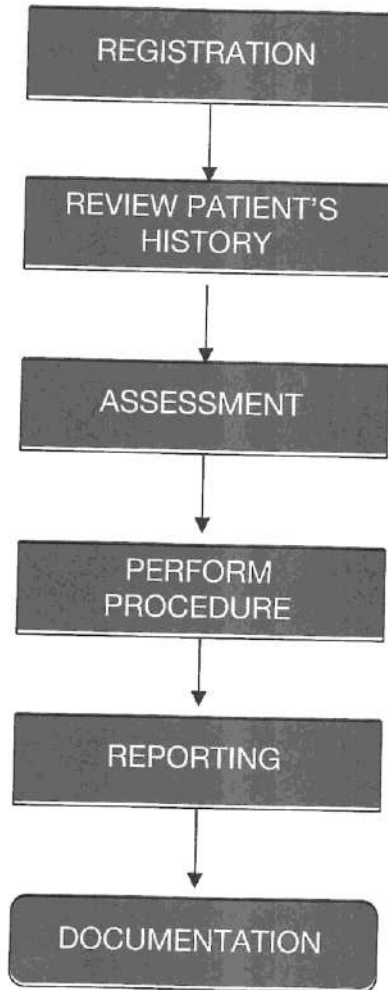 REGISTRATION
REVIEW PATIENT'S
HISTORY
ASSESSMENT
PERFORM
PROCEDURE
REPORTING
DOCUMENTATION